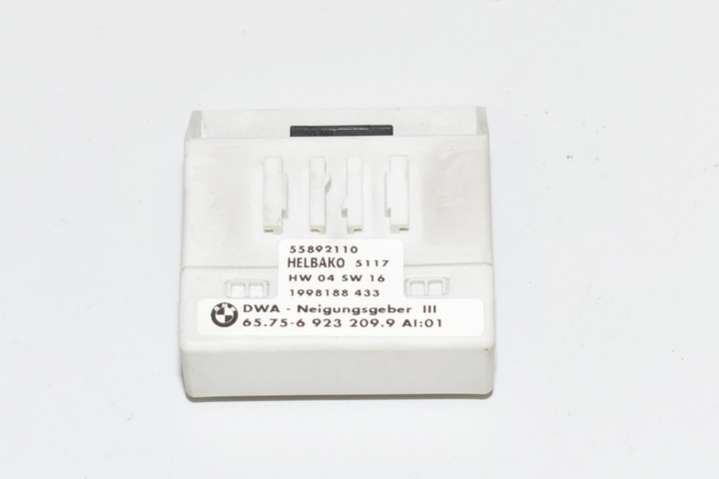 55892110
HELBAKO 5117
HW 04 SW 16
1998188 433
DWA - Neigungsgeber III
65.75-6 923 209.9 AI:01